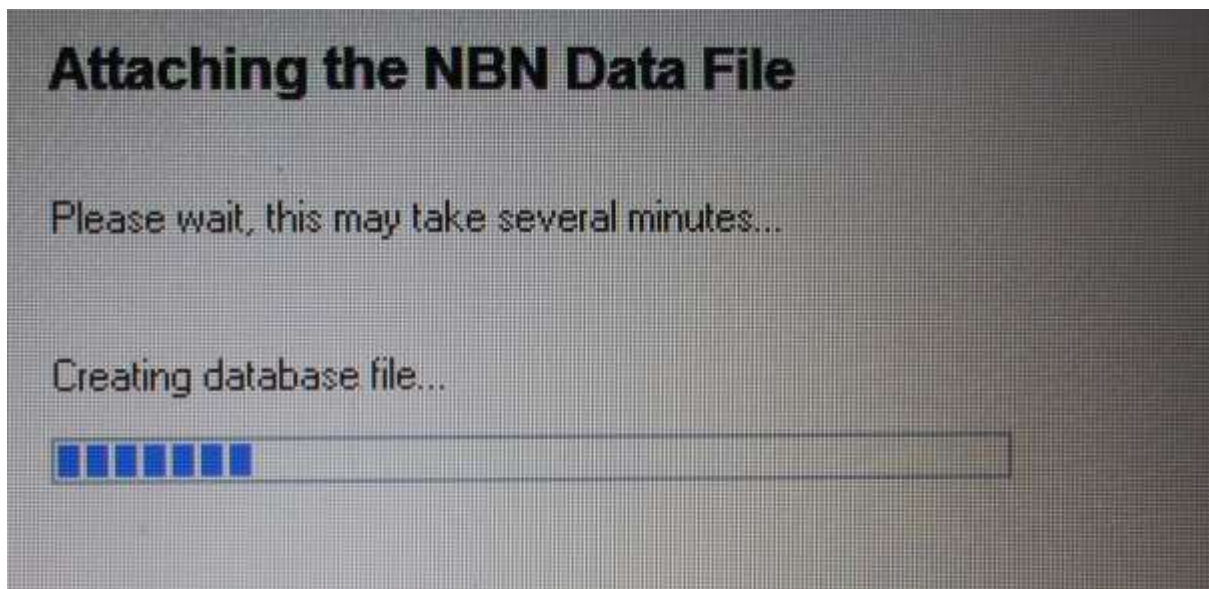 Attaching the NBN Data File
Please wait, this may take several minutes...
Creating database file...